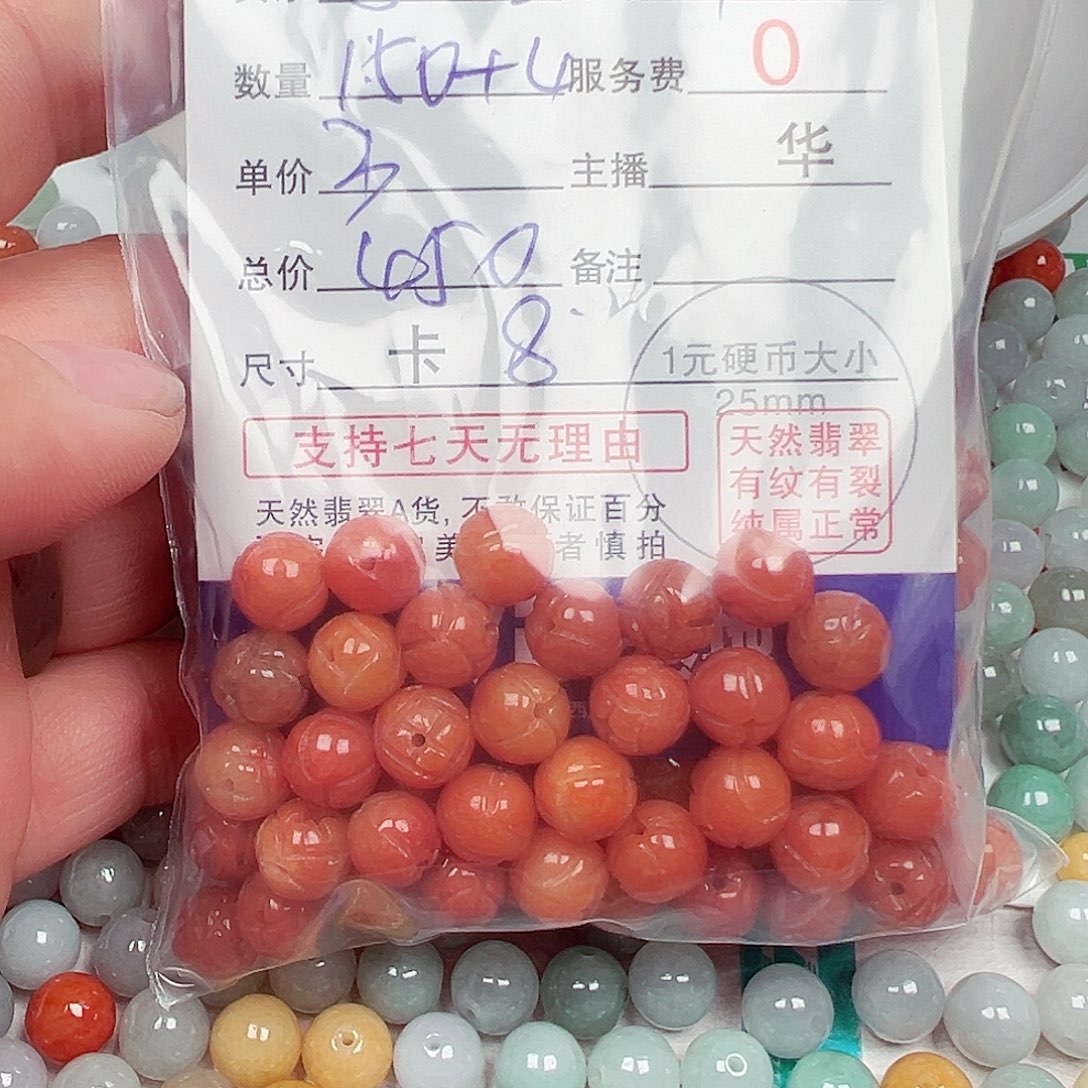 数量 150+4 服务费 0
单价 3 主播 华
总价 650 备注
尺寸 卡 8 1元硬币大小
25mm
支持七天无理由
天然翡翠
有纹有裂
纯属正常
天然翡翠A货,不敢保证百分
美 者慎拍